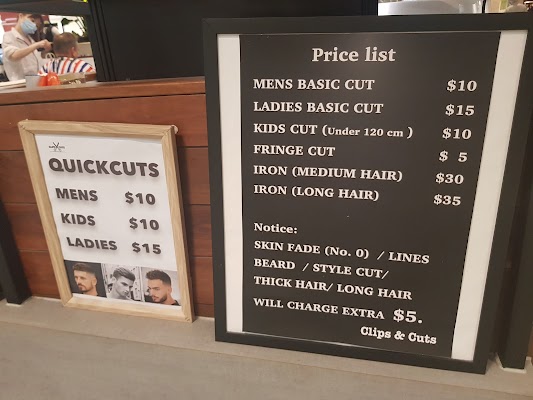 QUICKCUTS
MENS $10
KIDS $10
LADIES $15
Price list
MENS BASIC CUT $10
LADIES BASIC CUT $15
KIDS CUT (Under 120 cm ) $10
FRINGE CUT $ 5
IRON (MEDIUM HAIR) $30
IRON (LONG HAIR) $35
Notice:
SKIN FADE (No. 0) / LINES
BEARD / STYLE CUT/
THICK HAIR/ LONG HAIR
WILL CHARGE EXTRA $5.
Clips & Cuts